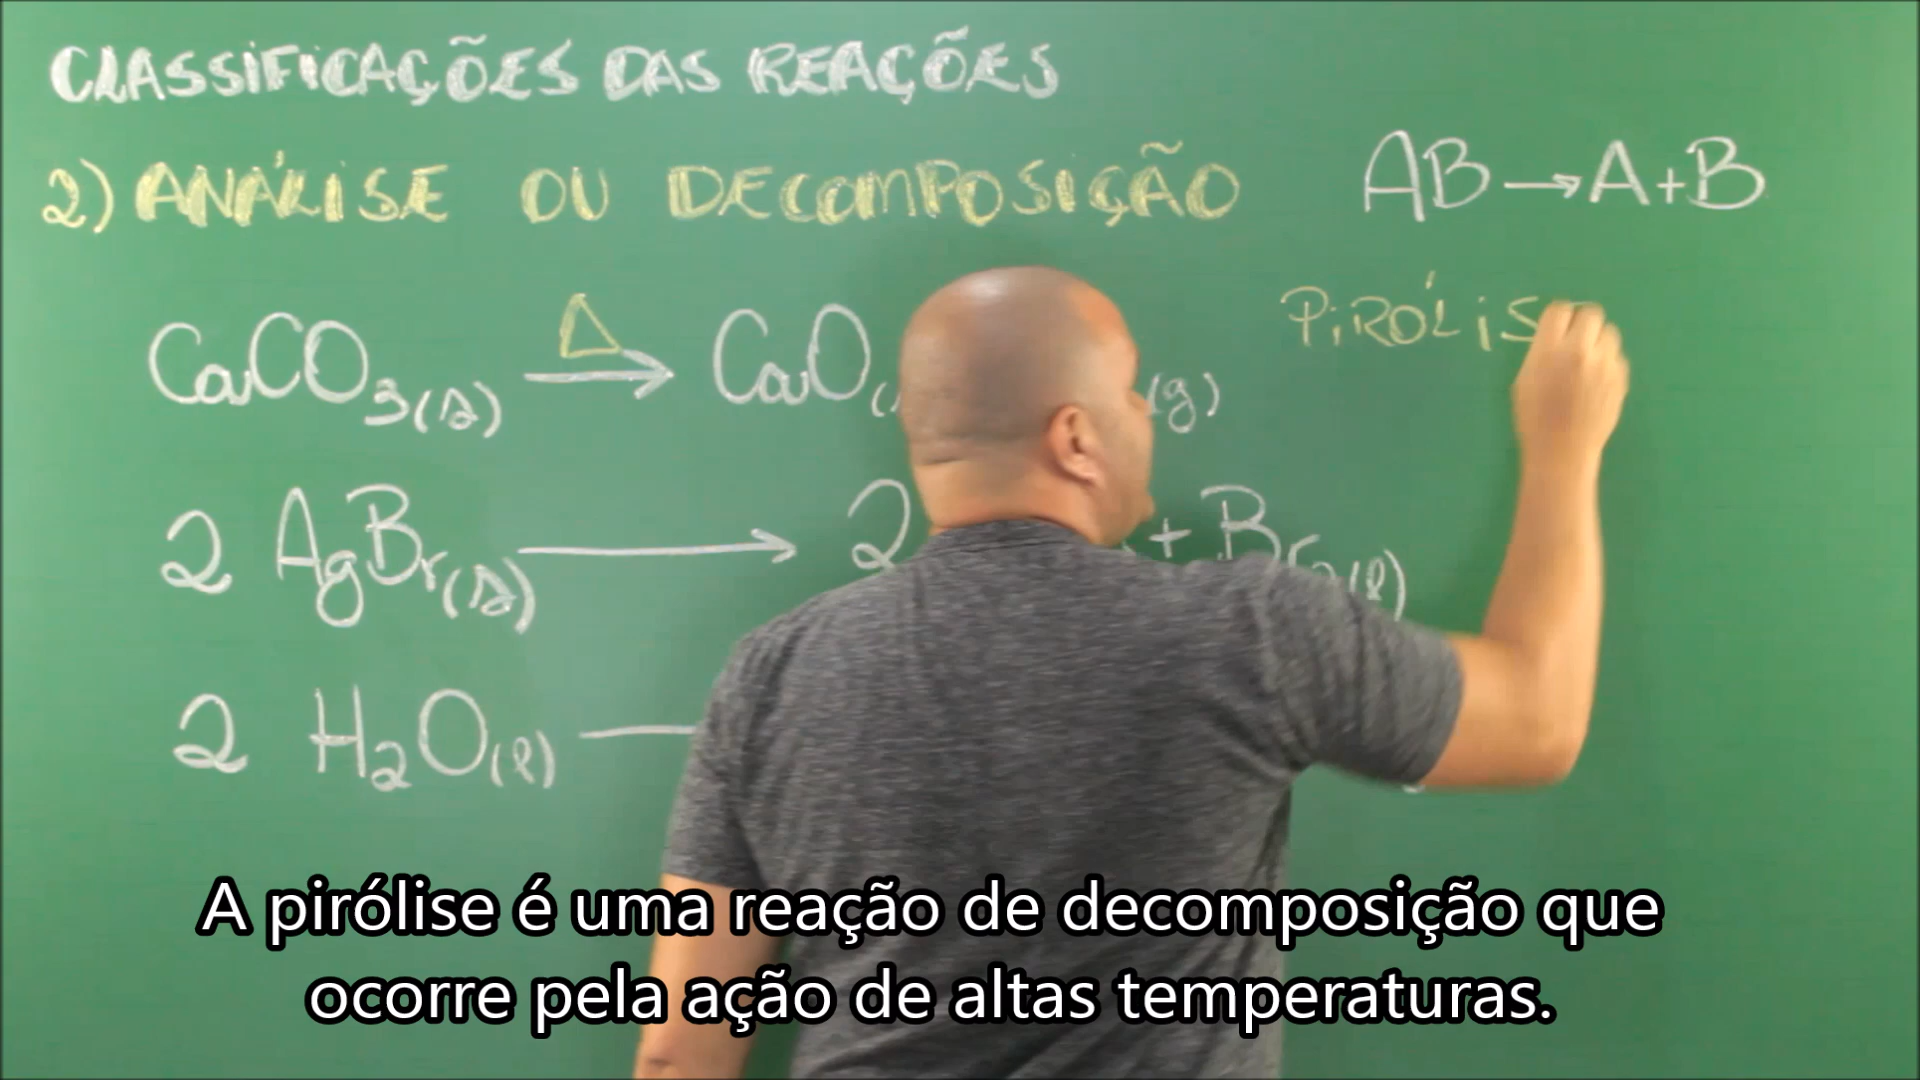 CLASSIFICAÇÕES DAS REAÇÕES
2) ANÁLISE OU DECOMPOSIÇÃO
AB → A + B
PIRÓLIS
CaCO3(s) Δ → CaO (g)
2 AgBr(s) → 2 + Br2(l)
2 H2O(l)
A pirólise é uma reação de decomposição que
ocorre pela ação de altas temperaturas.